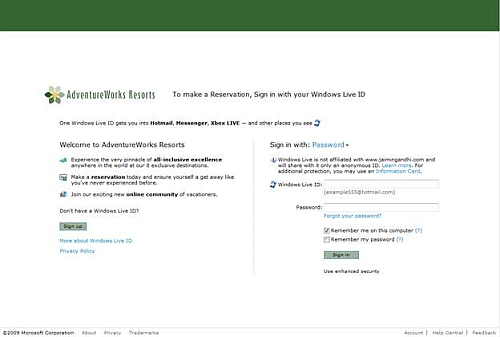 AdventureWorks Resorts
To make a Reservation, Sign in with your Windows Live ID
One Windows Live ID gets you into Hotmail, Messenger, Xbox LIVE — and other places you see
Welcome to AdventureWorks Resorts
Experience the very pinnacle of all-inclusive excellence
anywhere in the world at our 8 exclusive destinations.
Make a reservation today and ensure yourself a get away like
you've never experienced before.
Join our exciting new online community of vacationers.
Don't have a Windows Live ID?
Sign up
More about Windows Live ID
Privacy Policy
Sign in with: Password
Windows Live is not affiliated with www.jasmingandhi.com and
will share with it only an anonymous ID. Learn more. For
additional protection, you may use an Information Card.
Windows Live ID:
(example555@hotmail.com)
Password:
Forgot your password?
Remember me on this computer (?)
Remember my password (?)
Sign in
Use enhanced security
©2009 Microsoft Corporation About Privacy Trademarks
Account | Help Central | Feedback